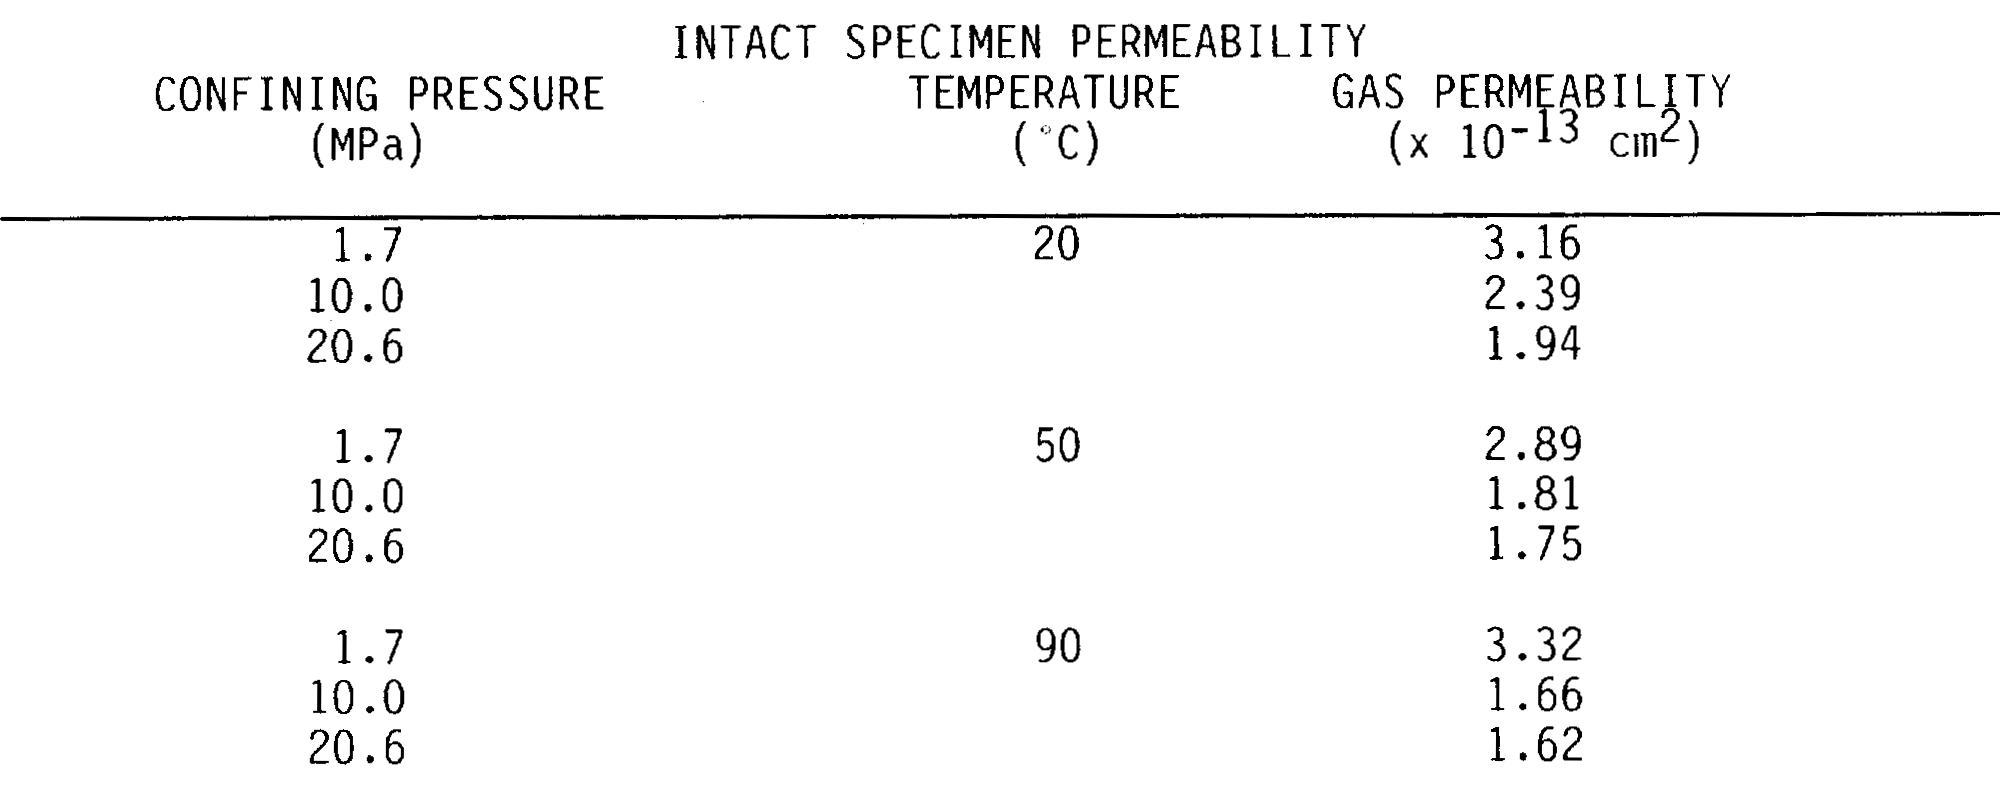 INTACT SPECIMEN PERMEABILITY
CONFINING PRESSURE TEMPERATURE GAS PERMEABILITY
(MPa) (°C) (x 10⁻¹³ cm²)
1.7 20 3.16
10.0 2.39
20.6 1.94
1.7 50 2.89
10.0 1.81
20.6 1.75
1.7 90 3.32
10.0 1.66
20.6 1.62